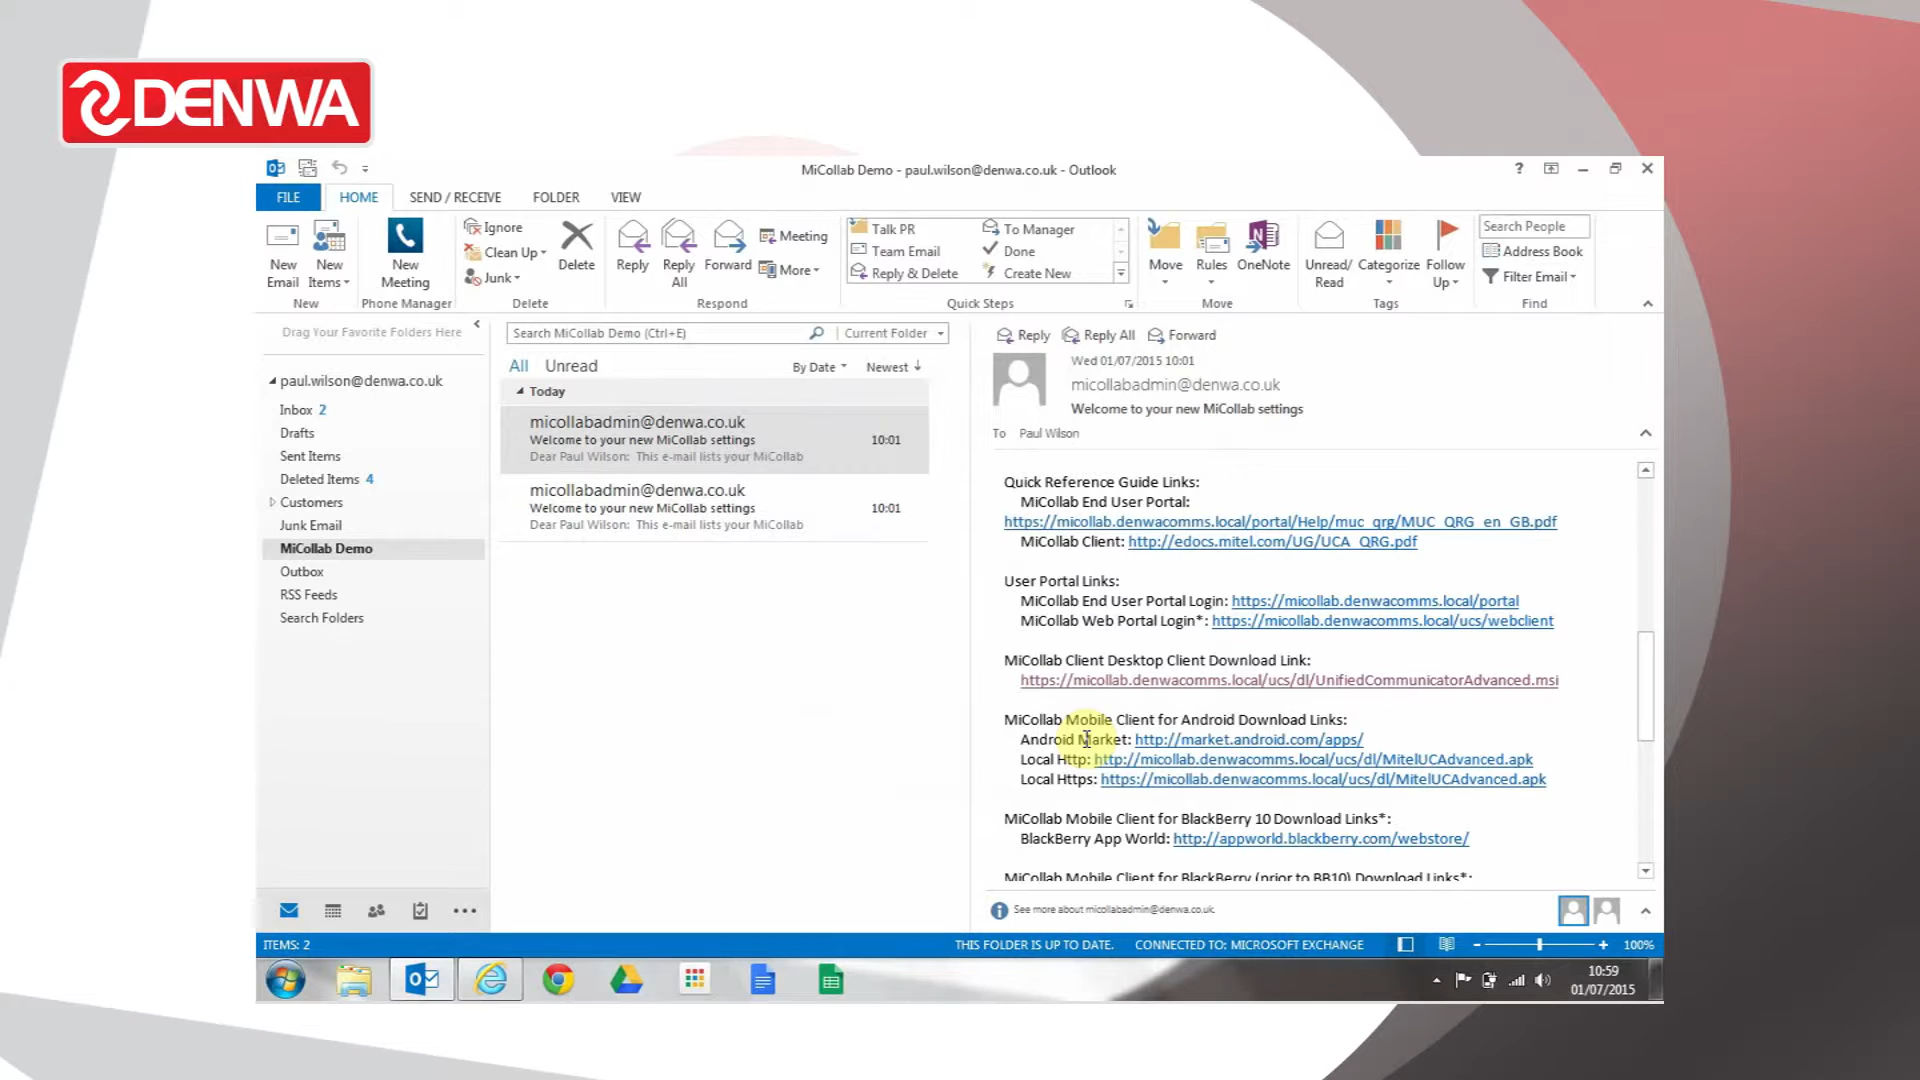 DENWA
MiCollab Demo - paul.wilson@denwa.co.uk - Outlook
FILE HOME SEND / RECEIVE FOLDER VIEW
New Email
New Items
New
New Meeting
Phone Manager
Ignore
Clean Up
Junk
Delete
Delete
Reply
Reply All
Forward
Meeting
More
Respond
Talk PR
Team Email
Reply & Delete
To Manager
Done
Create New
Quick Steps
Move
Rules
OneNote
Move
Unread/ Read
Categorize
Follow Up
Tags
Search People
Address Book
Filter Email
Find
Drag Your Favorite Folders Here
paul.wilson@denwa.co.uk
Inbox 2
Drafts
Sent Items
Deleted Items 4
Customers
Junk Email
MiCollab Demo
Outbox
RSS Feeds
Search Folders
Search MiCollab Demo (Ctrl+E) Current Folder
All Unread By Date Newest
Today
micollabadmin@denwa.co.uk
Welcome to your new MiCollab settings 10:01
Dear Paul Wilson: This e-mail lists your MiCollab
micollabadmin@denwa.co.uk
Welcome to your new MiCollab settings 10:01
Dear Paul Wilson: This e-mail lists your MiCollab
Reply Reply All Forward
Wed 01/07/2015 10:01
micollabadmin@denwa.co.uk
Welcome to your new MiCollab settings
To Paul Wilson
Quick Reference Guide Links:
MiCollab End User Portal:
https://micollab.denwacomms.local/portal/Help/muc_qrg/MUC_QRG_en_GB.pdf
MiCollab Client: http://edocs.mitel.com/UG/UCA_QRG.pdf
User Portal Links:
MiCollab End User Portal Login: https://micollab.denwacomms.local/portal
MiCollab Web Portal Login*: https://micollab.denwacomms.local/ucs/webclient
MiCollab Client Desktop Client Download Link:
https://micollab.denwacomms.local/ucs/dl/UnifiedCommunicatorAdvanced.msi
MiCollab Mobile Client for Android Download Links:
Android Market: http://market.android.com/apps/
Local Http: http://micollab.denwacomms.local/ucs/dl/MitelUCAdvanced.apk
Local Https: https://micollab.denwacomms.local/ucs/dl/MitelUCAdvanced.apk
MiCollab Mobile Client for BlackBerry 10 Download Links*:
BlackBerry App World: http://appworld.blackberry.com/webstore/
MiCollab Mobile Client for BlackBerry (prior to BB10) Download Links*:
See more about micollabadmin@denwa.co.uk.
ITEMS: 2 THIS FOLDER IS UP TO DATE. CONNECTED TO: MICROSOFT EXCHANGE 100%
10:59
01/07/2015